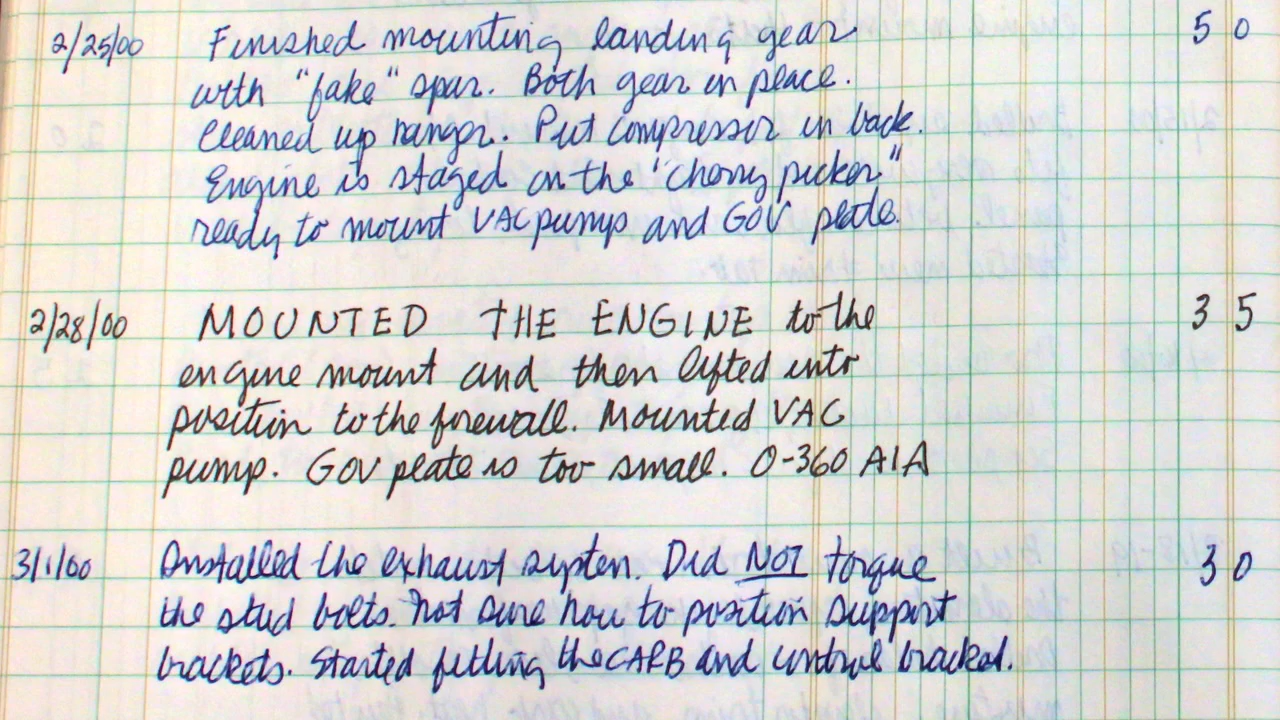 2/25/00 Finished mounting landing gear 5 0
with "fake" spar. Both gear in place.
Cleaned up hanger. Put compressor in back.
Engine is staged on the "cherry picker"
ready to mount VAC pump and GOV plate.
2/28/00 MOUNTED THE ENGINE to the 3 5
engine mount and then lifted into
position to the firewall. Mounted VAC
pump. GOV plate is too small. O-360 A1A
3/1/00 Installed the exhaust system. Did NOT torque 3 0
the stud bolts. Not sure how to position support
brackets. Started fitting the CARB and control bracket.